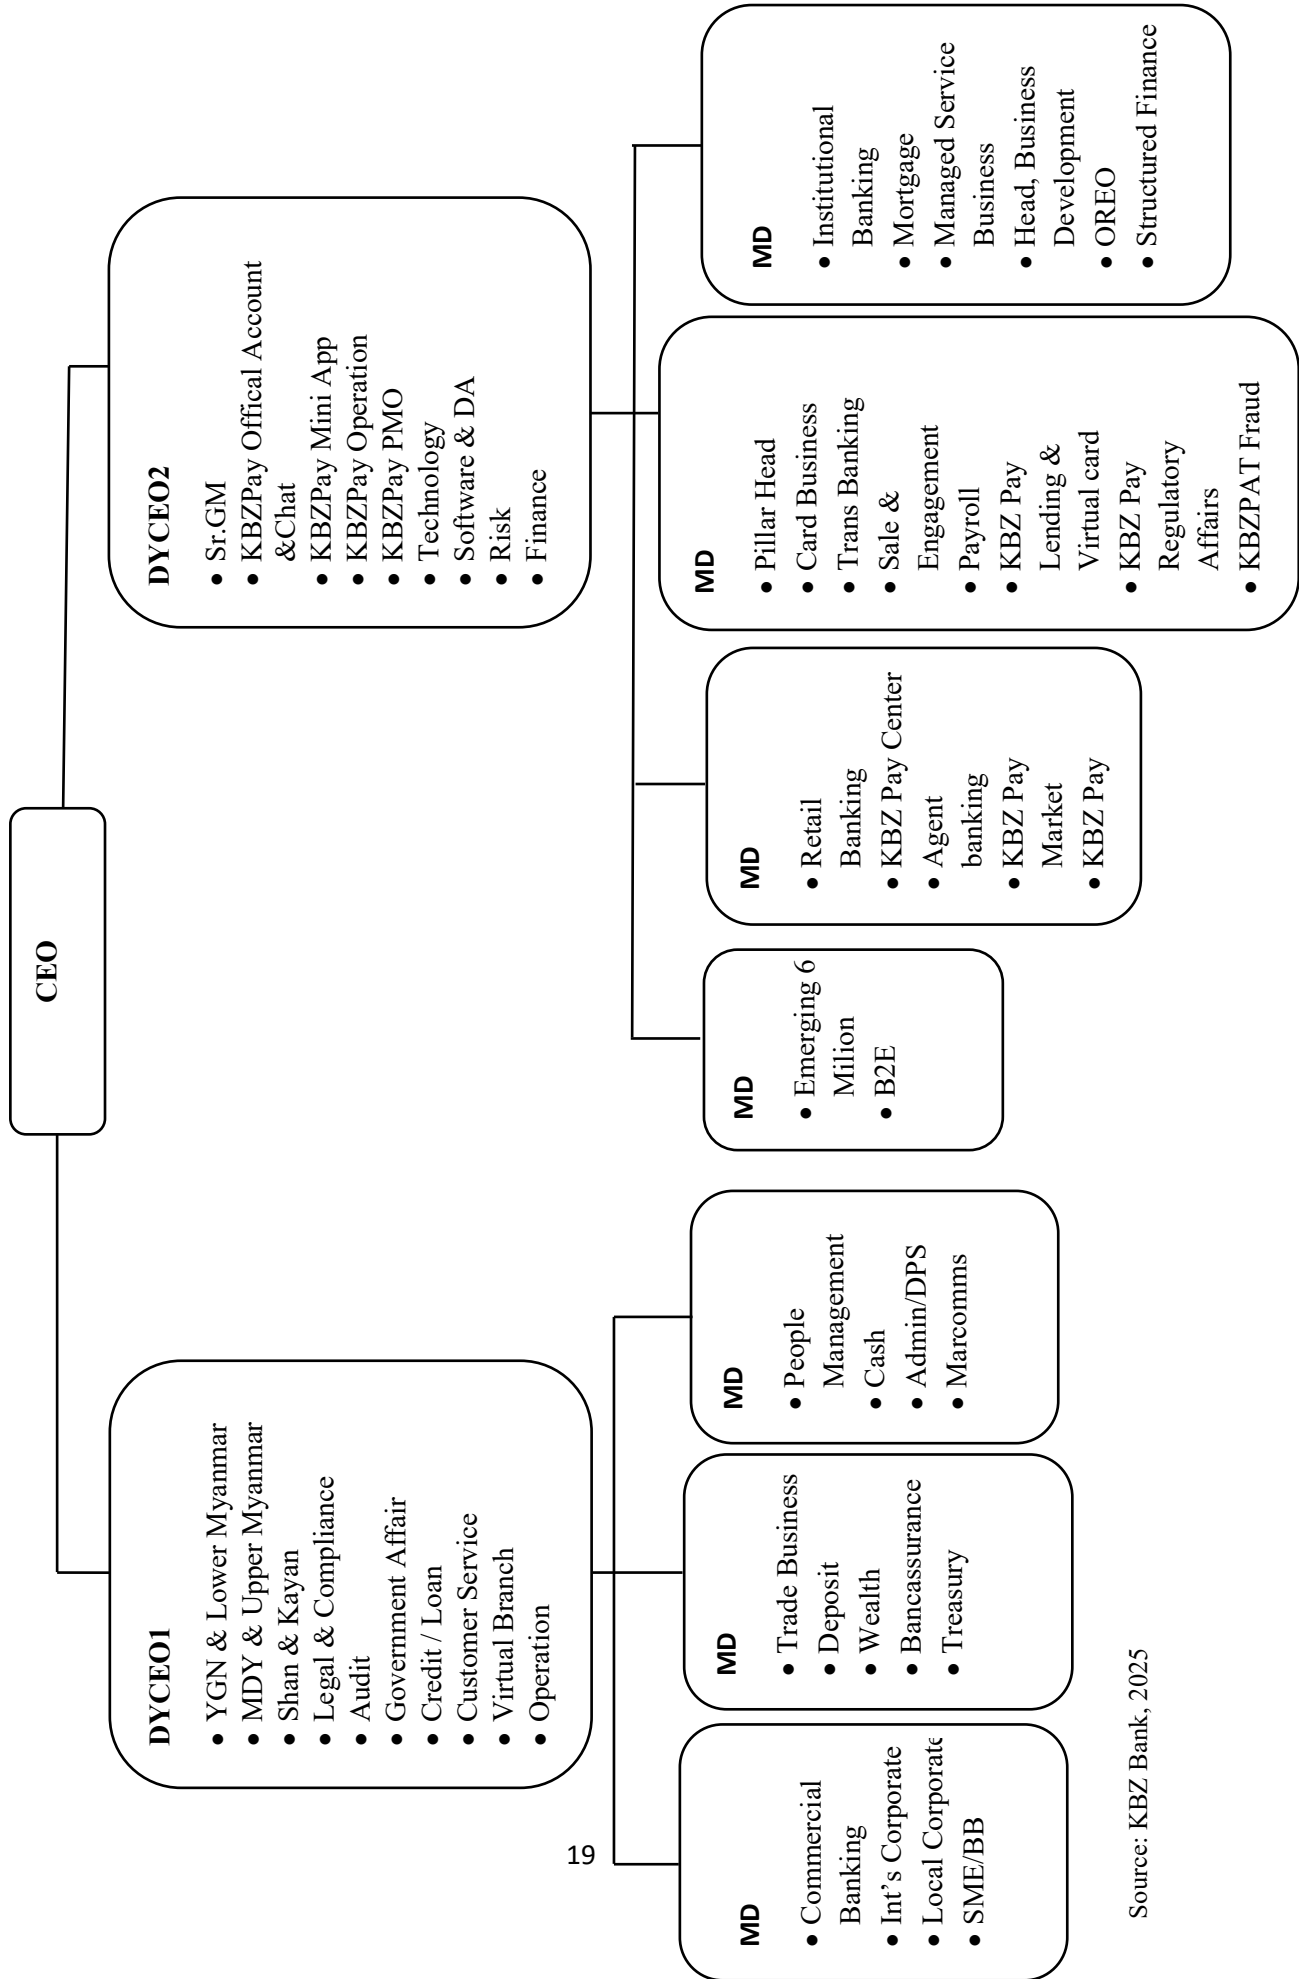 CEO
DYCEO1
• YGN & Lower Myanmar
• MDY & Upper Myanmar
• Shan & Kayan
• Legal & Compliance
• Audit
• Government Affair
• Credit / Loan
• Customer Service
• Virtual Branch
• Operation
DYCEO2
• Sr.GM
• KBZPay Offical Account
&Chat
• KBZPay Mini App
• KBZPay Operation
• KBZPay PMO
• Technology
• Software & DA
• Risk
• Finance
MD
• Commercial
Banking
• Int’s Corporate
• Local Corporate
• SME/BB
MD
• Trade Business
• Deposit
• Wealth
• Bancassurance
• Treasury
MD
• People
Management
• Cash
• Admin/DPS
• Marcomms
MD
• Emerging 6
Milion
• B2E
MD
• Retail
Banking
• KBZ Pay Center
• Agent
banking
• KBZ Pay
Market
• KBZ Pay
MD
• Pillar Head
• Card Business
• Trans Banking
• Sale &
Engagement
• Payroll
• KBZ Pay
Lending &
Virtual card
• KBZ Pay
Regulatory
Affairs
• KBZPAT Fraud
MD
• Institutional
Banking
• Mortgage
• Managed Service
Business
• Head, Business
Development
• OREO
• Structured Finance
Source: KBZ Bank, 2025
19